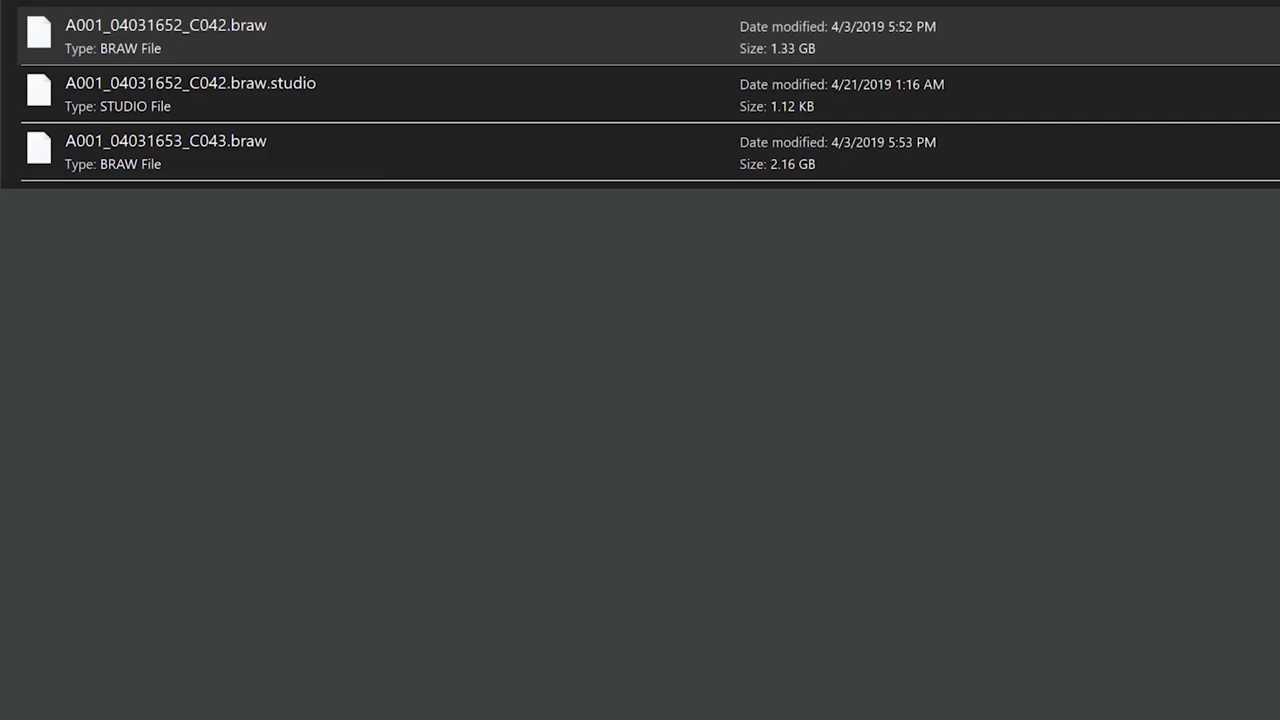 A001_04031652_C042.braw
Date modified: 4/3/2019 5:52 PM
Type: BRAW File
Size: 1.33 GB
A001_04031652_C042.braw.studio
Date modified: 4/21/2019 1:16 AM
Type: STUDIO File
Size: 1.12 KB
A001_04031653_C043.braw
Date modified: 4/3/2019 5:53 PM
Type: BRAW File
Size: 2.16 GB